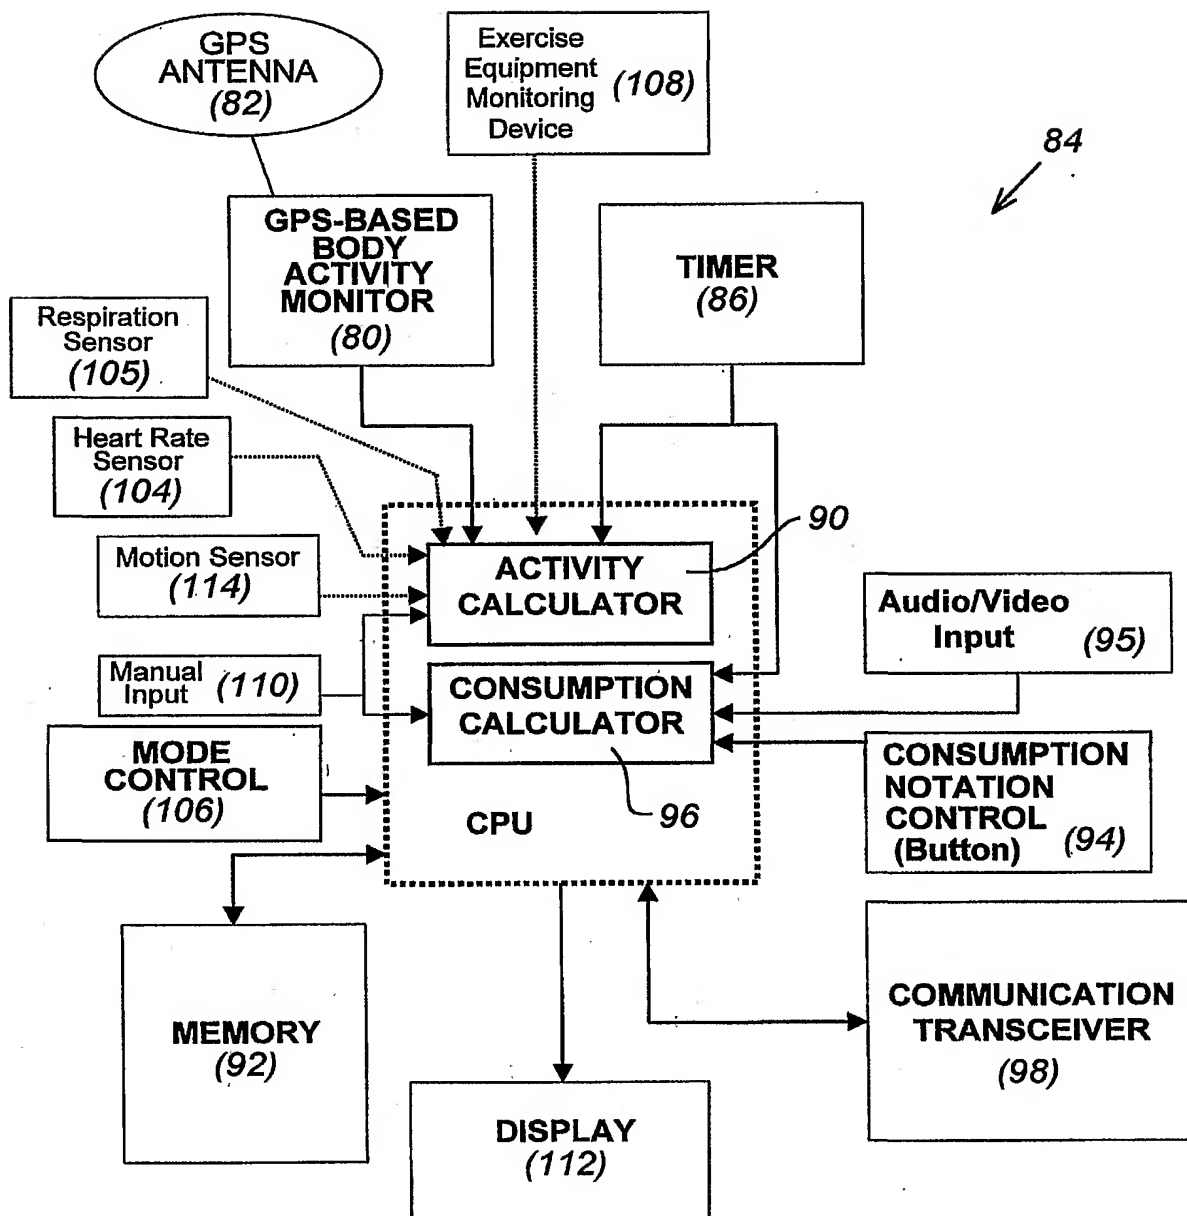 GPS
ANTENNA
(82)
Exercise
Equipment
Monitoring
Device
(108)
84
GPS-BASED
BODY
ACTIVITY
MONITOR
(80)
TIMER
(86)
Respiration
Sensor
(105)
Heart Rate
Sensor
(104)
Motion Sensor
(114)
Manual
Input (110)
MODE
CONTROL
(106)
ACTIVITY
CALCULATOR
90
CONSUMPTION
CALCULATOR
96
CPU
Audio/Video
Input (95)
CONSUMPTION
NOTATION
CONTROL
(Button) (94)
MEMORY
(92)
DISPLAY
(112)
COMMUNICATION
TRANSCEIVER
(98)